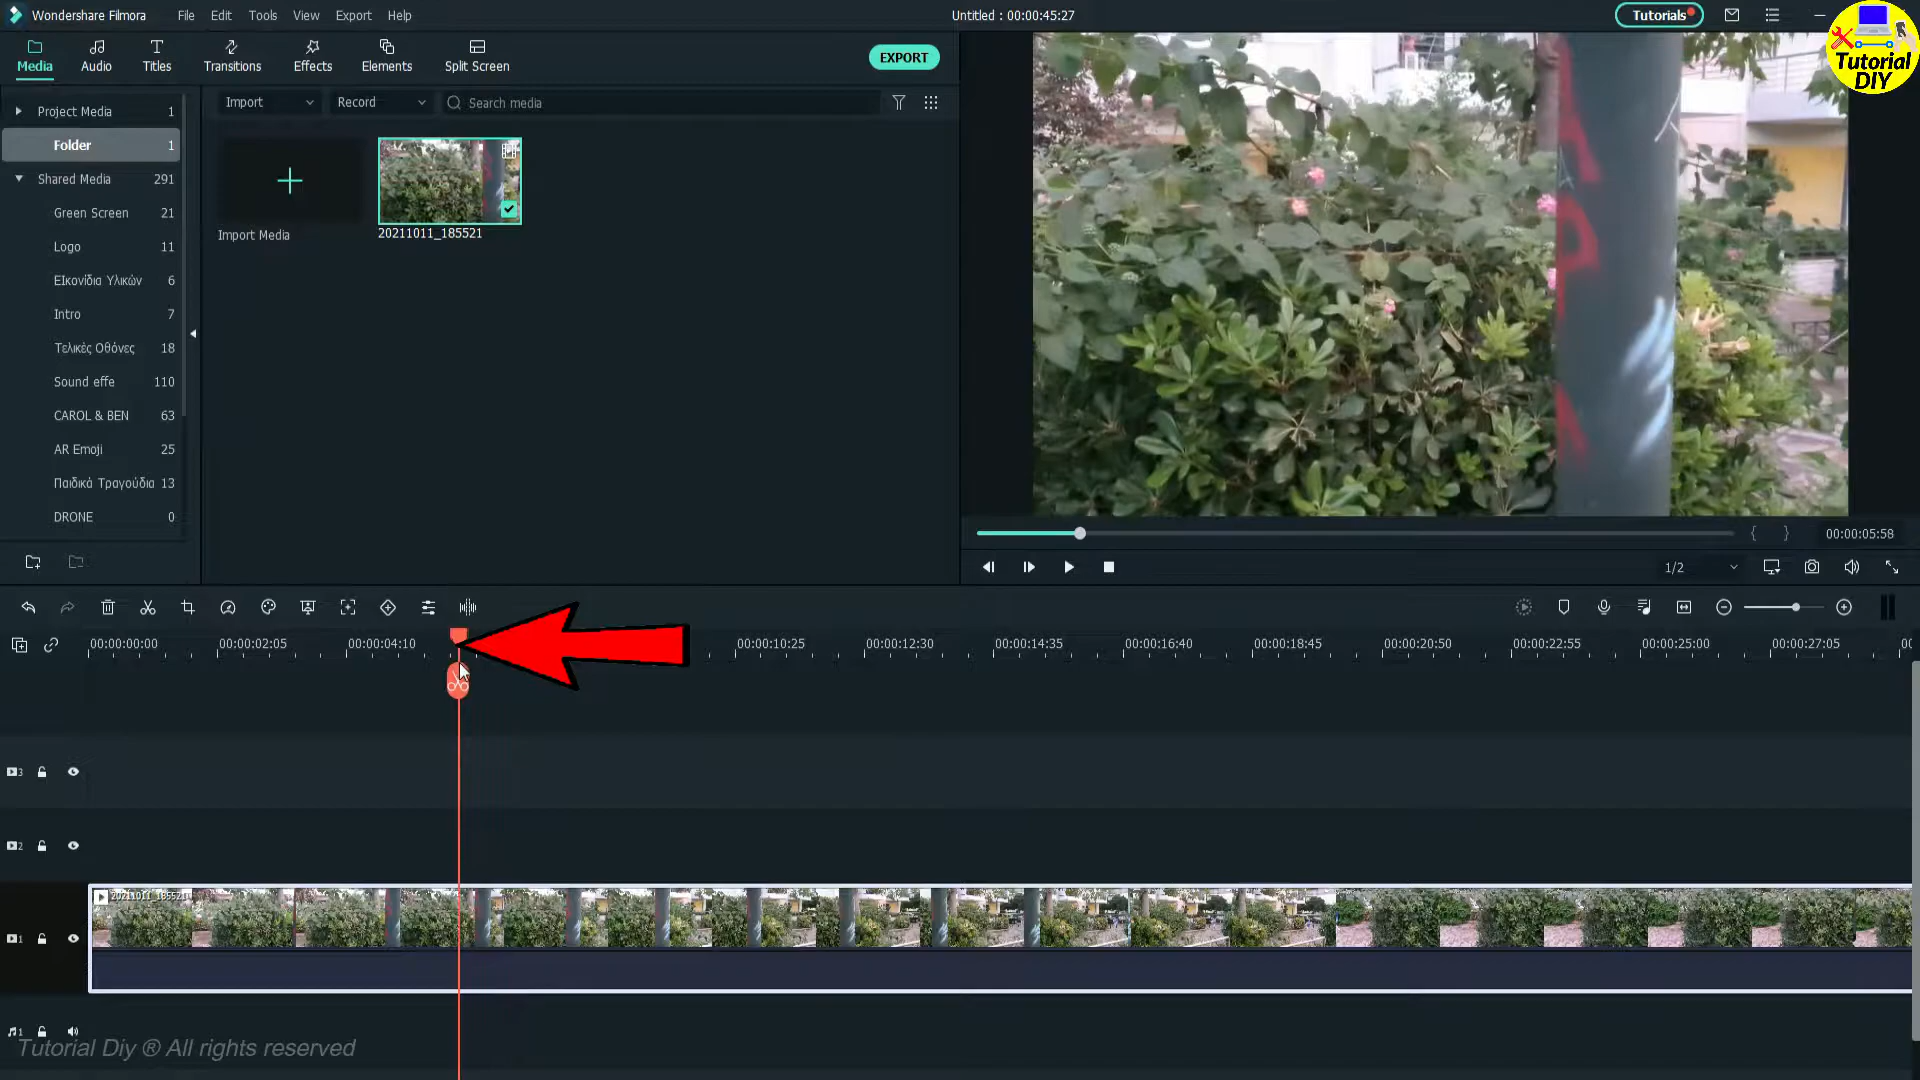 Wondershare Filmora File Edit Tools View Export Help Untitled : 00:00:45:27 Tutorials
Tutorial
DIY
Media Audio Titles Transitions Effects Elements Split Screen EXPORT
Import Record Search media
Project Media 1
Folder 1
Shared Media 291
Green Screen 21
Logo 11
ΕΙκονίδια Υλικών 6
Intro 7
Τελικές Οθόνες 18
Sound effe 110
CAROL & BEN 63
AR Emoji 25
Παιδικά Τραγούδια 13
DRONE 0
Import Media
20211011_185521
00:00:05:58
1/2
00:00:00:00 00:00:02:05 00:00:04:10 00:00:10:25 00:00:12:30 00:00:14:35 00:00:16:40 00:00:18:45 00:00:20:50 00:00:22:55 00:00:25:00 00:00:27:05 00
3
2
20211011_185521
1
1
Tutorial Diy ® All rights reserved